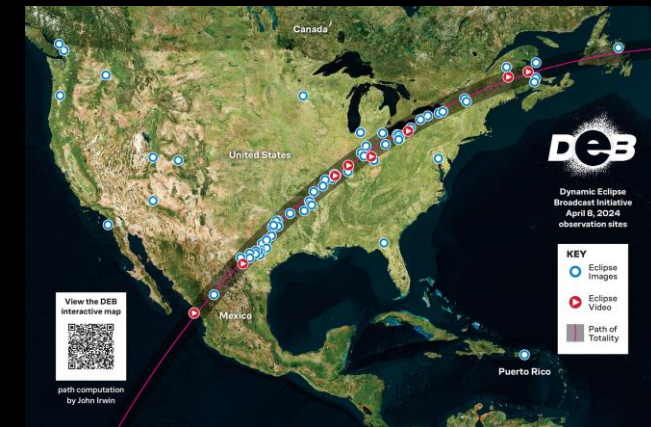 Canada
United States
DEB
Dynamic Eclipse
Broadcast Initiative
April 8, 2024
observation sites
KEY
Eclipse
Images
Eclipse
Video
Path of
Totality
View the DEB
interactive map
Mexico
Puerto Rico
path computation
by John Irwin